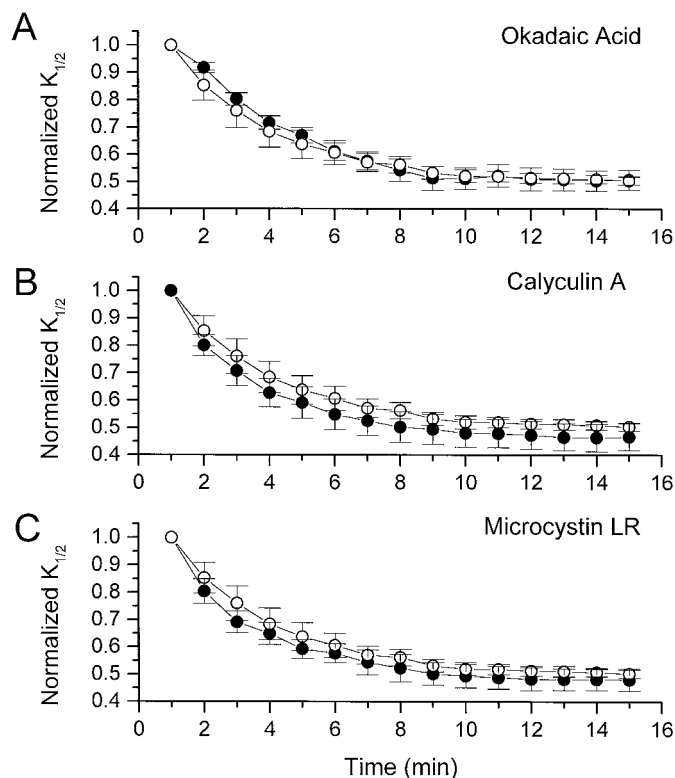 A
Okadaic Acid
Normalized K1/2
1.0
0.9
0.8
0.7
0.6
0.5
0.4
0 2 4 6 8 10 12 14 16
B
Calyculin A
Normalized K1/2
1.0
0.9
0.8
0.7
0.6
0.5
0.4
0 2 4 6 8 10 12 14 16
C
Microcystin LR
Normalized K1/2
1.0
0.9
0.8
0.7
0.6
0.5
0.4
0 2 4 6 8 10 12 14 16
Time (min)